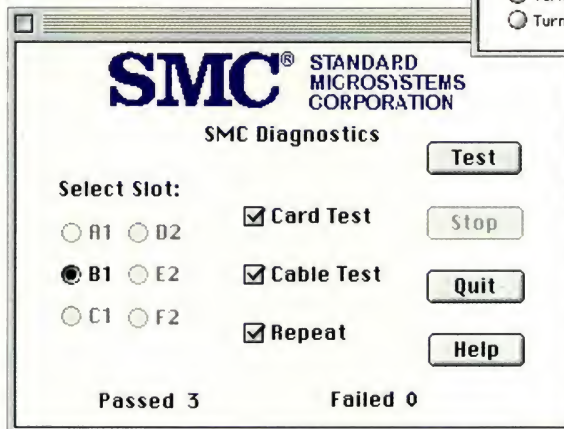 Turn
SMC® STANDARD
MICROSYSTEMS
CORPORATION
SMC Diagnostics
Test
Select Slot:
A1 D2
Card Test
Stop
B1 E2
Cable Test
Quit
C1 F2
Repeat
Help
Passed 3
Failed 0